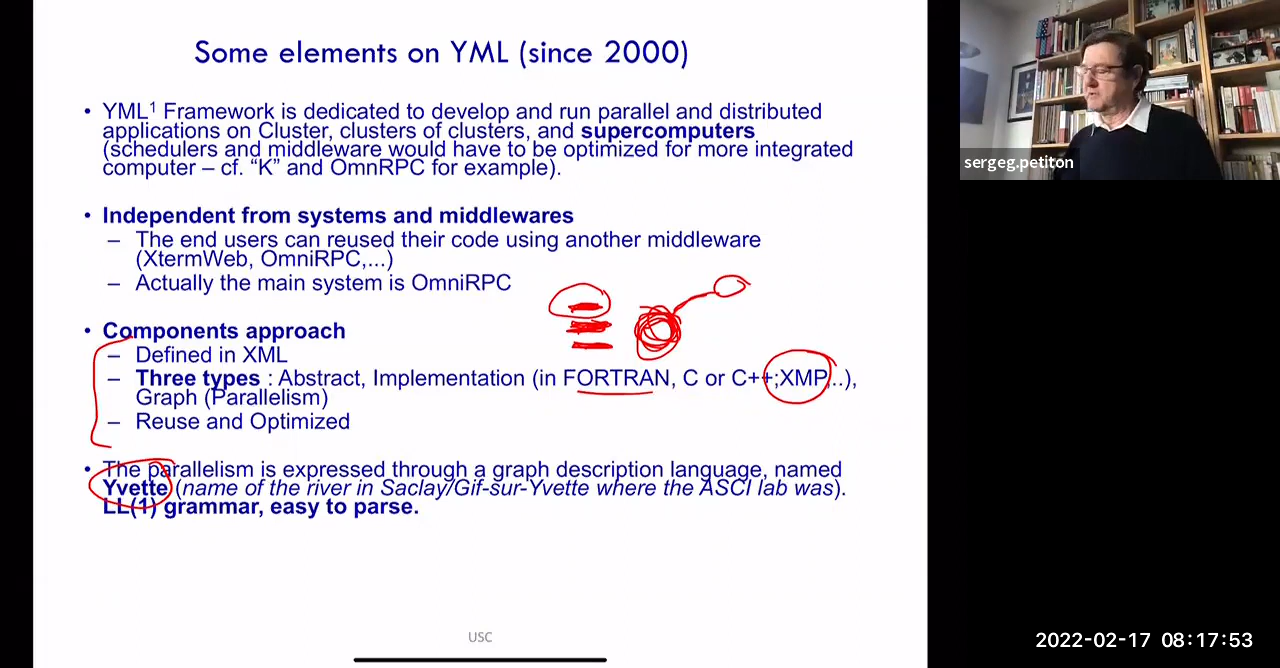 Some elements on YML (since 2000)
• YML¹ Framework is dedicated to develop and run parallel and distributed
applications on Cluster, clusters of clusters, and supercomputers
(schedulers and middleware would have to be optimized for more integrated
computer – cf. “K” and OmnRPC for example).
• Independent from systems and middlewares
– The end users can reused their code using another middleware
(XtermWeb, OmniRPC,...)
– Actually the main system is OmniRPC
• Components approach
– Defined in XML
– Three types : Abstract, Implementation (in FORTRAN, C or C++;XMP,..),
Graph (Parallelism)
– Reuse and Optimized
• The parallelism is expressed through a graph description language, named
Yvette (name of the river in Saclay/Gif-sur-Yvette where the ASCI lab was).
LL(1) grammar, easy to parse.
USC
sergeg.petiton
2022-02-17 08:17:53